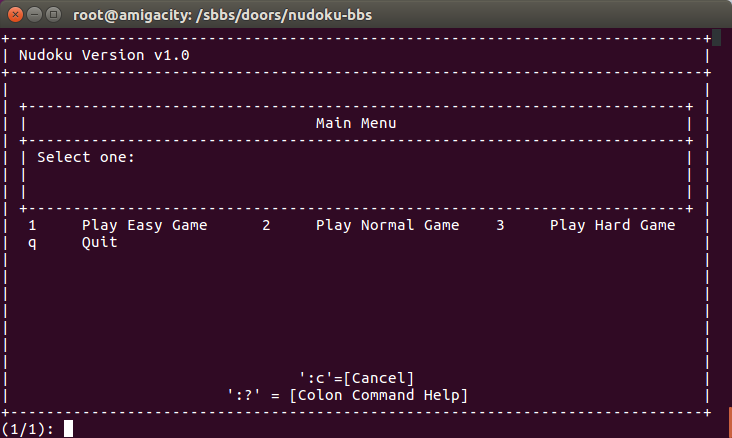 root@amigacity: /sbbs/doors/nudoku-bbs
Nudoku Version v1.0
Main Menu
Select one:
1 Play Easy Game 2 Play Normal Game 3 Play Hard Game
q Quit
':c'=[Cancel]
':?' = [Colon Command Help]
(1/1):